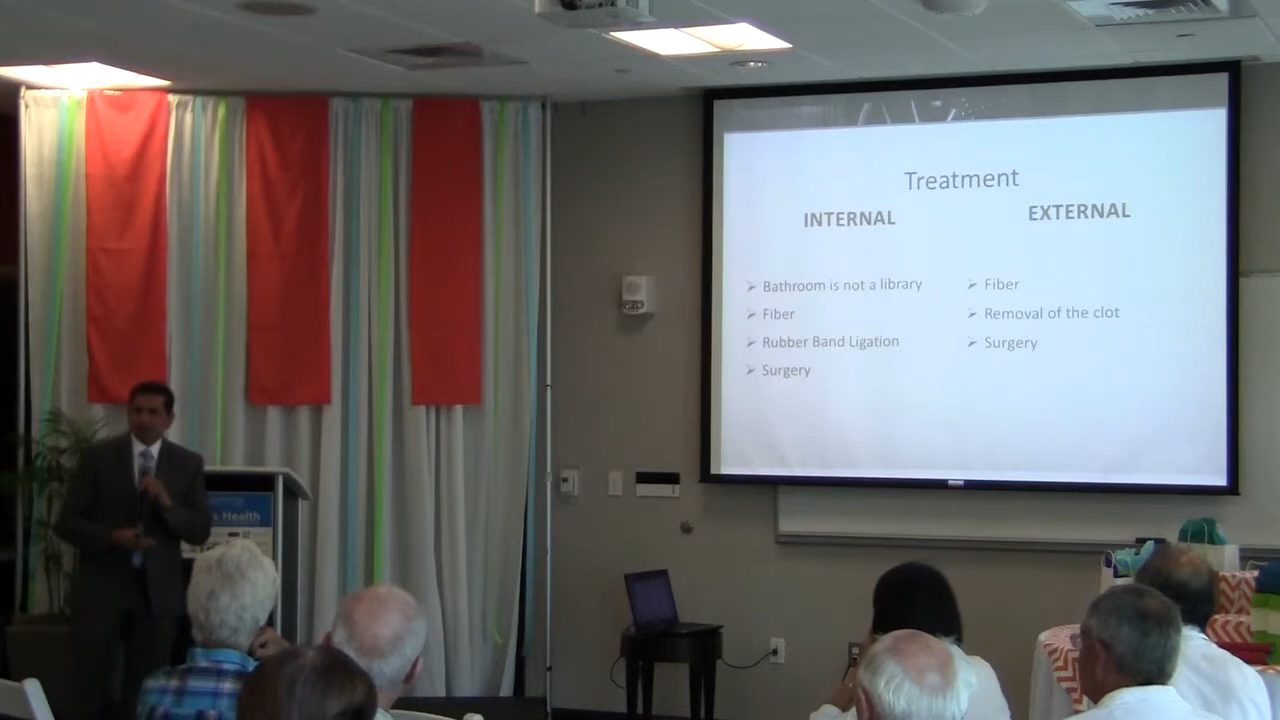 Treatment
INTERNAL
Bathroom is not a library
Fiber
Rubber Band Ligation
Surgery
EXTERNAL
Fiber
Removal of the clot
Surgery
Health